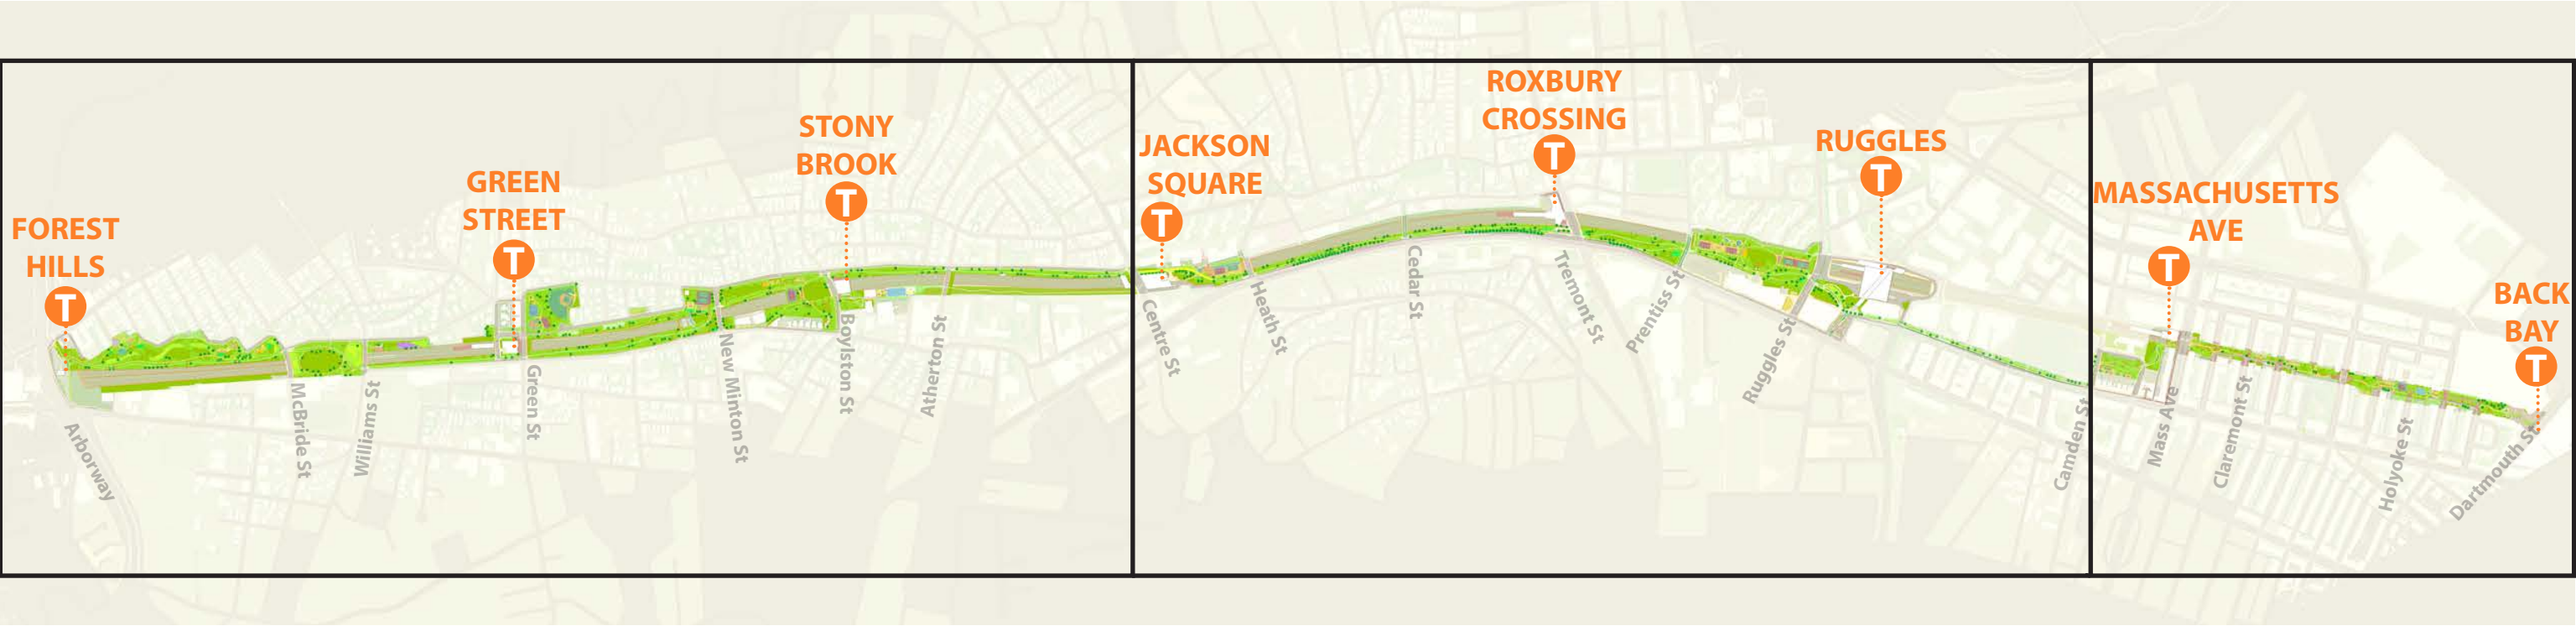 FOREST
HILLS
T
GREEN
STREET
T
STONY
BROOK
T
JACKSON
SQUARE
T
ROXBURY
CROSSING
T
RUGGLES
T
MASSACHUSETTS
AVE
T
BACK
BAY
T
Arborway
McBride St
Williams St
Green St
New Minton St
Boylston St
Atherton St
Centre St
Heath St
Cedar St
Tremont St
Prentiss St
Ruggles St
Camden St
Mass Ave
Claremont St
Holyoke St
Dartmouth St